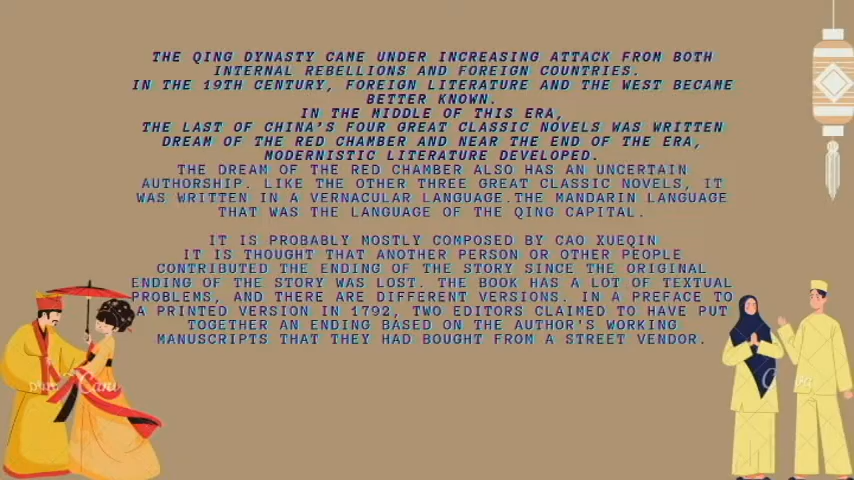 THE QING DYNASTY CAME UNDER INCREASING ATTACK FROM BOTH
INTERNAL REBELLIONS AND FOREIGN COUNTRIES.
IN THE 19TH CENTURY, FOREIGN LITERATURE AND THE WEST BECAME
BETTER KNOWN.
IN THE MIDDLE OF THIS ERA,
THE LAST OF CHINA'S FOUR GREAT CLASSIC NOVELS WAS WRITTEN
DREAM OF THE RED CHAMBER AND NEAR THE END OF THE ERA,
MODERNISTIC LITERATURE DEVELOPED.
THE DREAM OF THE RED CHAMBER ALSO HAS AN UNCERTAIN
AUTHORSHIP. LIKE THE OTHER THREE GREAT CLASSIC NOVELS, IT
WAS WRITTEN IN A VERNACULAR LANGUAGE.THE MANDARIN LANGUAGE
THAT WAS THE LANGUAGE OF THE QING CAPITAL.
IT IS PROBABLY MOSTLY COMPOSED BY CAO XUEQIN
IT IS THOUGHT THAT ANOTHER PERSON OR OTHER PEOPLE
CONTRIBUTED THE ENDING OF THE STORY SINCE THE ORIGINAL
ENDING OF THE STORY WAS LOST. THE BOOK HAS A LOT OF TEXTUAL
PROBLEMS, AND THERE ARE DIFFERENT VERSIONS. IN A PREFACE TO
A PRINTED VERSION IN 1792, TWO EDITORS CLAIMED TO HAVE PUT
TOGETHER AN ENDING BASED ON THE AUTHOR'S WORKING
MANUSCRIPTS THAT THEY HAD BOUGHT FROM A STREET VENDOR.